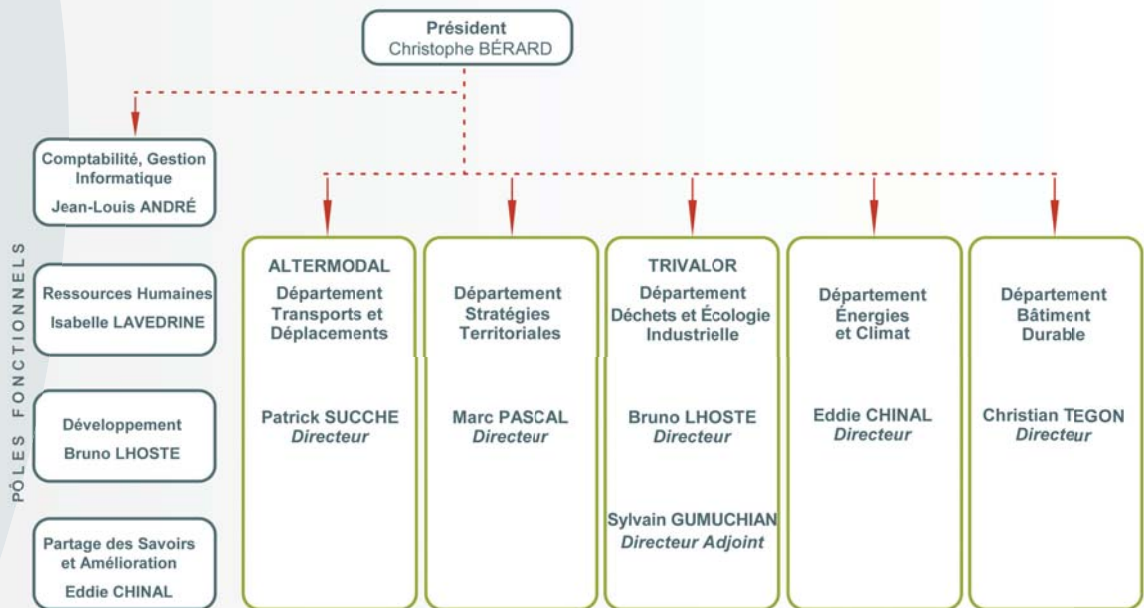 Président
Christophe BÉRARD
PÔLES FONCTIONNELS
Comptabilité, Gestion
Informatique
Jean-Louis ANDRÉ
Ressources Humaines
Isabelle LAVEDRINE
Développement
Bruno LHOSTE
Partage des Savoirs
et Amélioration
Eddie CHINAL
ALTERMODAL
Département
Transports et
Déplacements
Patrick SUCCHE
Directeur
Département
Stratégies
Territoriales
Marc PASCAL
Directeur
TRIVALOR
Département
Déchets et Écologie
Industrielle
Bruno LHOSTE
Directeur
Sylvain GUMUCHIAN
Directeur Adjoint
Département
Énergies
et Climat
Eddie CHINAL
Directeur
Département
Bâtiment
Durable
Christian TEGON
Directeur